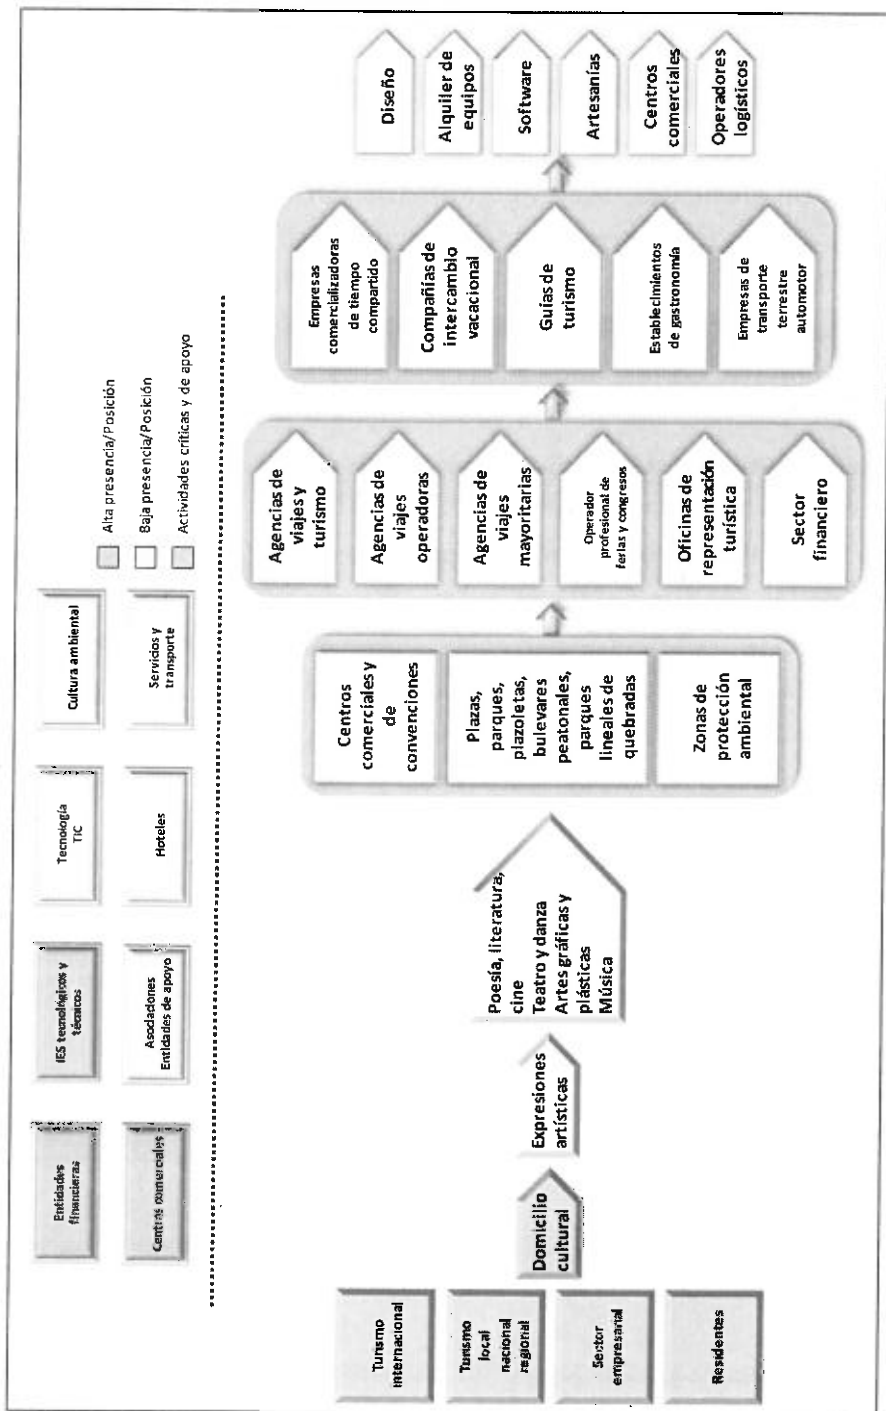 Entidades
financieras
IES tecnológicos y
técnicos
Tecnología
TIC
Cultura ambiental
Centros comerciales
Asociaciones
Entidades de apoyo
Hoteles
Servicios y
transporte
Alta presencia/Posición
Baja presencia/Posición
Actividades críticas y de apoyo
Turismo
internacional
Turismo
local
nacional
regional
Sector
empresarial
Residentes
Domicilio
cultural
Expresiones
artísticas
Poesía, literatura,
cine
Teatro y danza
Artes gráficas y
plásticas
Música
Centros
comerciales y
de
convenciones
Plazas,
parques,
plazoletas,
bulevares
peatonales,
parques
lineales de
quebradas
Zonas de
protección
ambiental
Agencias de
viajes y
turismo
Agencias de
viajes
operadoras
Agencias de
viajes
mayoritarias
Operador
profesional de
ferias y congresos
Oficinas de
representación
turística
Sector
financiero
Empresas
comercializadoras
de tiempo
compartido
Compañías de
intercambio
vacacional
Guías de
turismo
Establecimientos
de gastronomía
Empresas de
transporte
terrestre
automotor
Diseño
Alquiler de
equipos
Software
Artesanías
Centros
comerciales
Operadores
logísticos